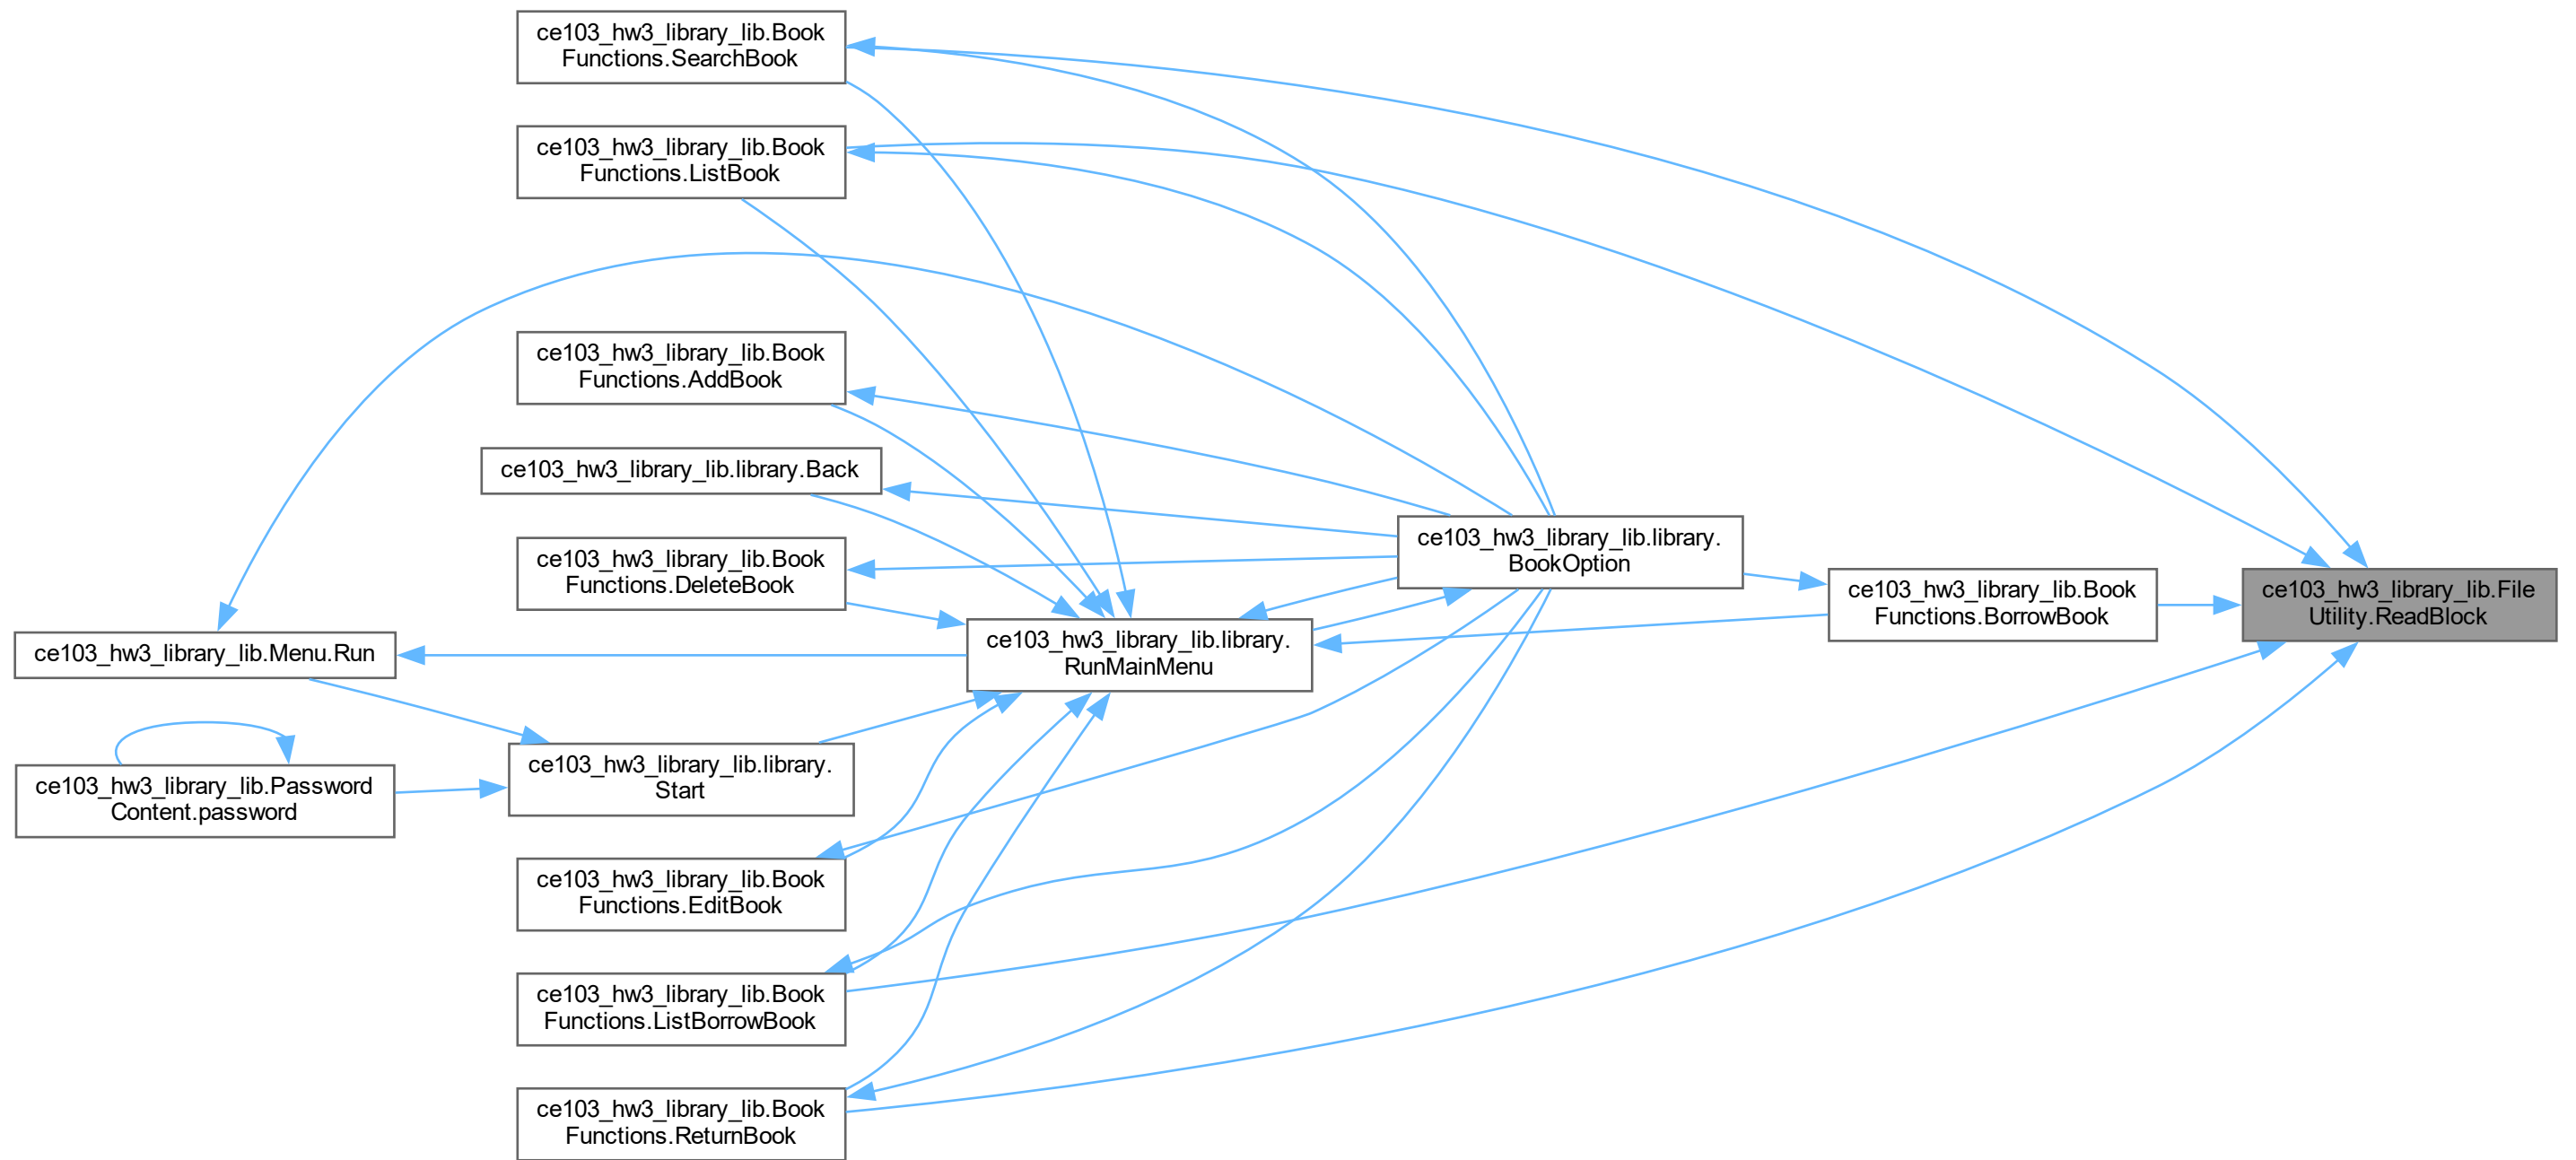 ce103_hw3_library_lib.Book
Functions.SearchBook
ce103_hw3_library_lib.Book
Functions.ListBook
ce103_hw3_library_lib.Book
Functions.AddBook
ce103_hw3_library_lib.library.Back
ce103_hw3_library_lib.library.
BookOption
ce103_hw3_library_lib.Book
Functions.DeleteBook
ce103_hw3_library_lib.Book
Functions.BorrowBook
ce103_hw3_library_lib.File
Utility.ReadBlock
ce103_hw3_library_lib.Menu.Run
ce103_hw3_library_lib.library.
RunMainMenu
ce103_hw3_library_lib.Password
Content.password
ce103_hw3_library_lib.library.
Start
ce103_hw3_library_lib.Book
Functions.EditBook
ce103_hw3_library_lib.Book
Functions.ListBorrowBook
ce103_hw3_library_lib.Book
Functions.ReturnBook